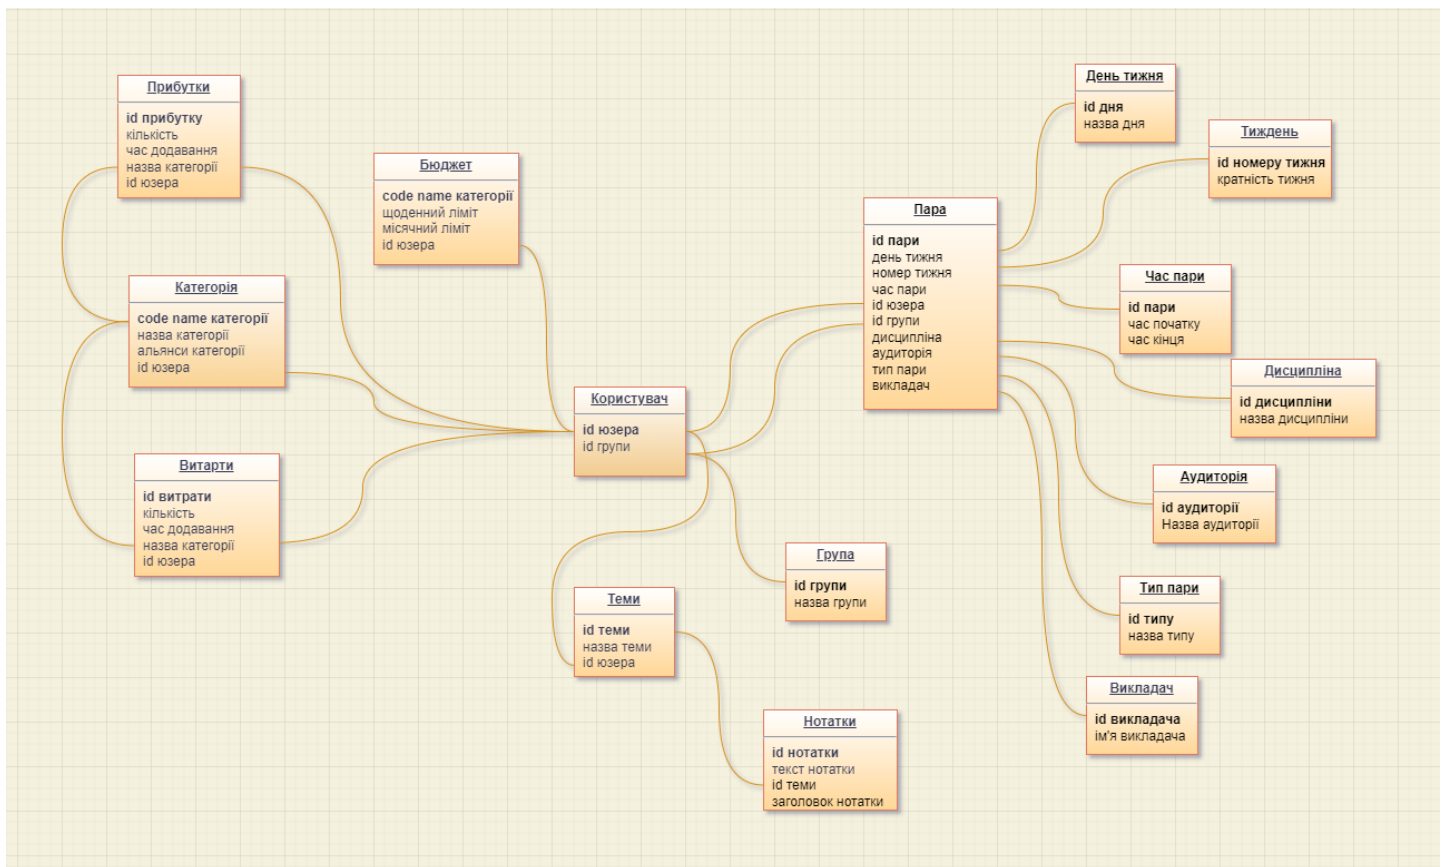 Прибутки
id прибутку
кількість
час додавання
назва категорії
id юзера
Бюджет
code name категорії
щоденний ліміт
місячний ліміт
id юзера
Категорія
code name категорії
назва категорії
альянси категорії
id юзера
Витарти
id витрати
кількість
час додавання
назва категорії
id юзера
Користувач
id юзера
id групи
Теми
id теми
назва теми
id юзера
Нотатки
id нотатки
текст нотатки
id теми
заголовок нотатки
Група
id групи
назва групи
Пара
id пари
день тижня
номер тижня
час пари
id юзера
id групи
дисципліна
аудиторія
тип пари
викладач
День тижня
id дня
назва дня
Тиждень
id номеру тижня
кратність тижня
Час пари
id пари
час початку
час кінця
Дисципліна
id дисципліни
назва дисципліни
Аудиторія
id аудиторії
Назва аудиторії
Тип пари
id типу
назва типу
Викладач
id викладача
ім'я викладача